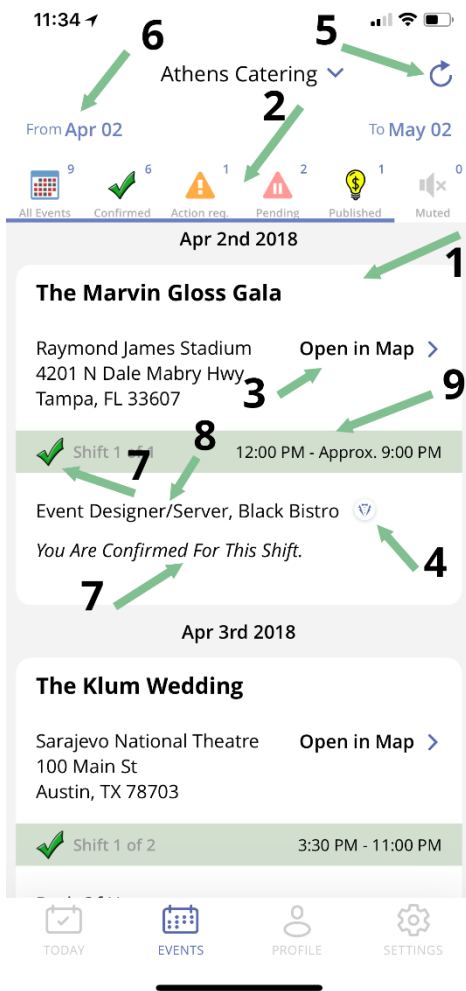 11:34
6
5
Athens Catering
2
From Apr 02
To May 02
9
6
1
2
1
0
All Events
Confirmed
Action req.
Pending
Published
Muted
Apr 2nd 2018
1
The Marvin Gloss Gala
Raymond James Stadium
Open in Map
4201 N Dale Mabry Hwy
3
9
Tampa, FL 33607
8
Shift 1 of 1
12:00 PM - Approx. 9:00 PM
7
Event Designer/Server, Black Bistro
You Are Confirmed For This Shift.
4
7
Apr 3rd 2018
The Klum Wedding
Sarajevo National Theatre
Open in Map
100 Main St
Austin, TX 78703
Shift 1 of 2
3:30 PM - 11:00 PM
TODAY
EVENTS
PROFILE
SETTINGS